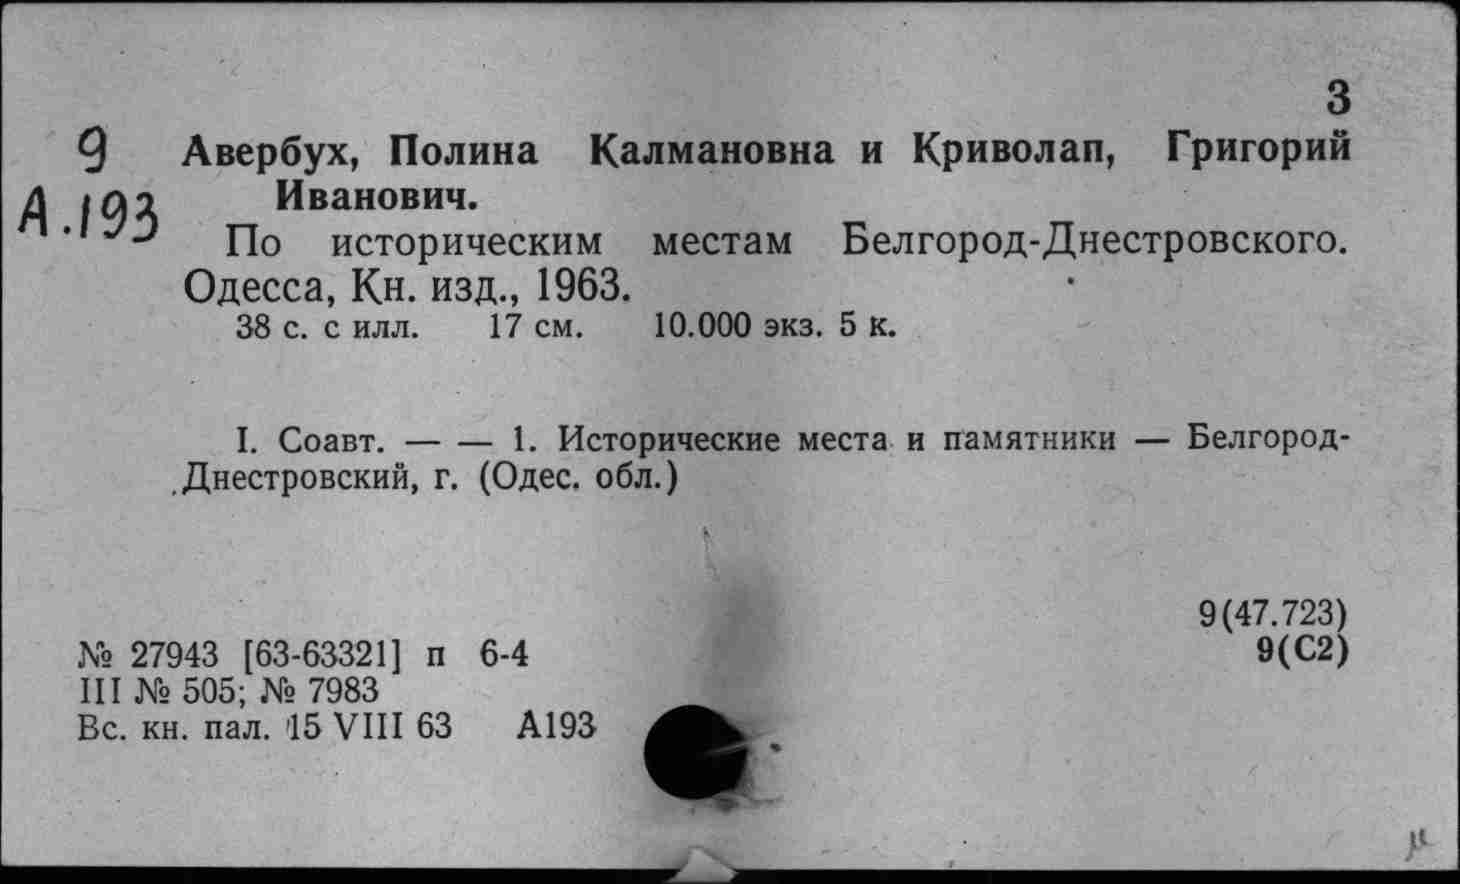 3
9 Авербух, Полина Калмановна и Криволап, Григорий
А.193 Иванович.
По историческим местам Белгород-Днестровского.
Одесса, Кн. изд., 1963.
38 с. с илл. 17 см. 10.000 экз. 5 к.
I. Соавт. — — 1. Исторические места и памятники — Белгород-
Днестровский, г. (Одес. обл.)
9(47.723)
№ 27943 [63-63321] п 6-4 9(С2)
III № 505; № 7983
Вс. кн. пал. 15 VIII 63 А193